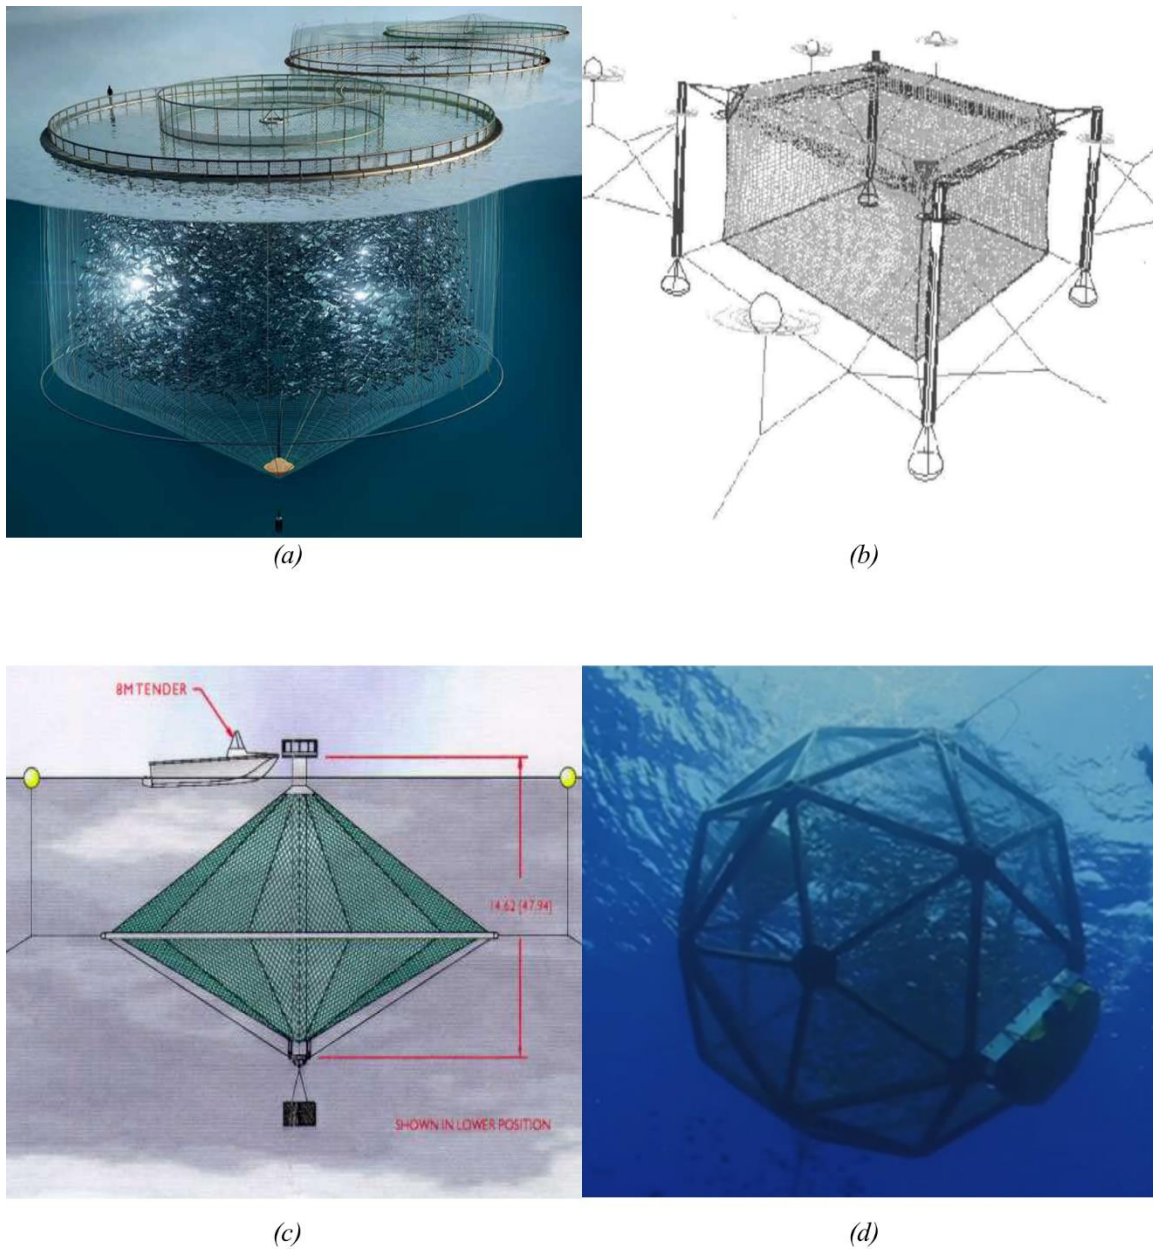 (a)
(b)
8M TENDER
14.62 [47.94]
SHOWN IN LOWER POSITION
(c)
(d)